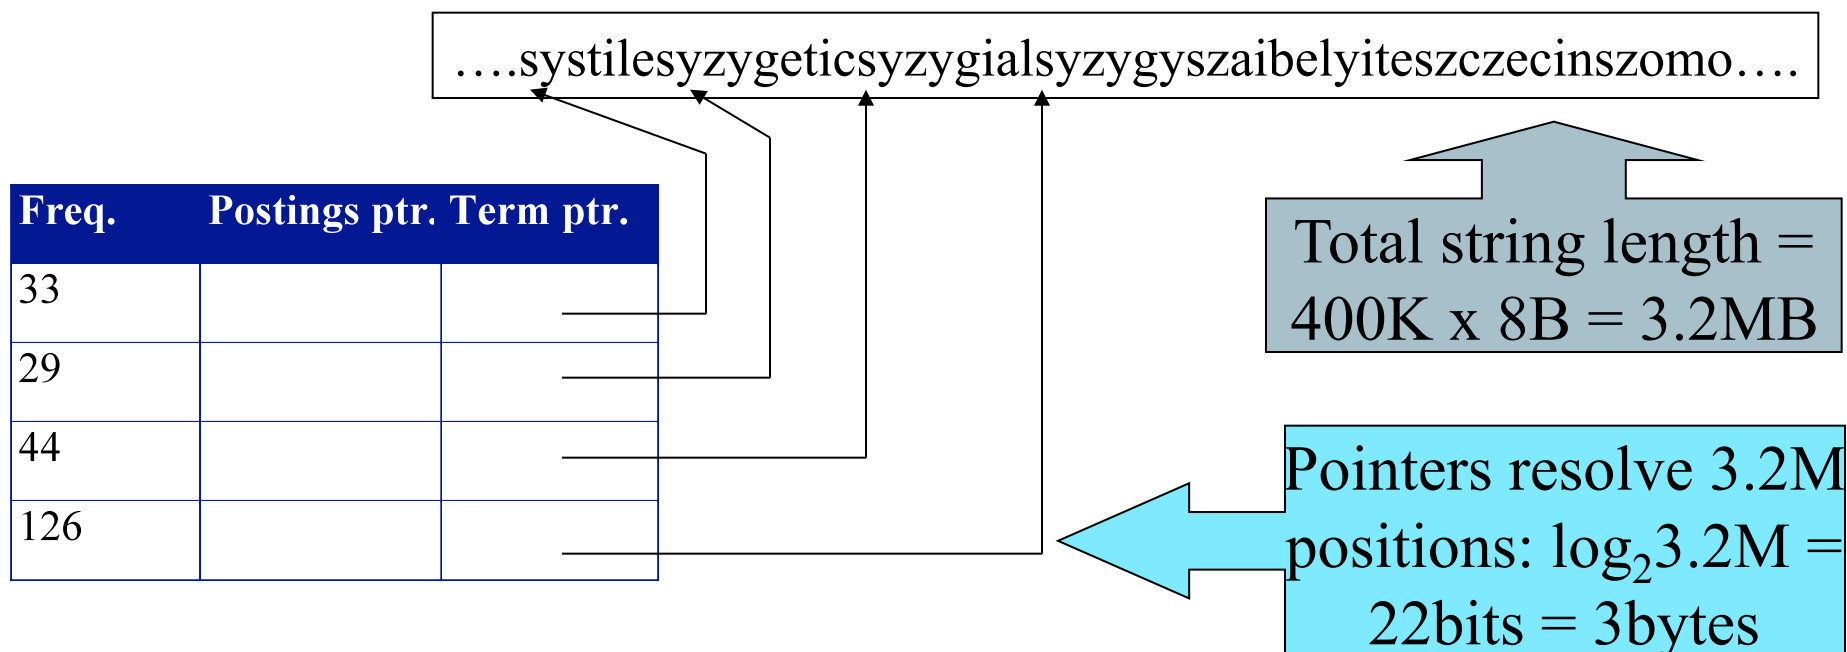 ….systilesyzygeticsyzygialsyzygyszaibelyiteszczecinszomo….
Freq. Postings ptr. Term ptr.
33
29
44
126
Total string length =
400K x 8B = 3.2MB
Pointers resolve 3.2M
positions: log₂3.2M =
22bits = 3bytes